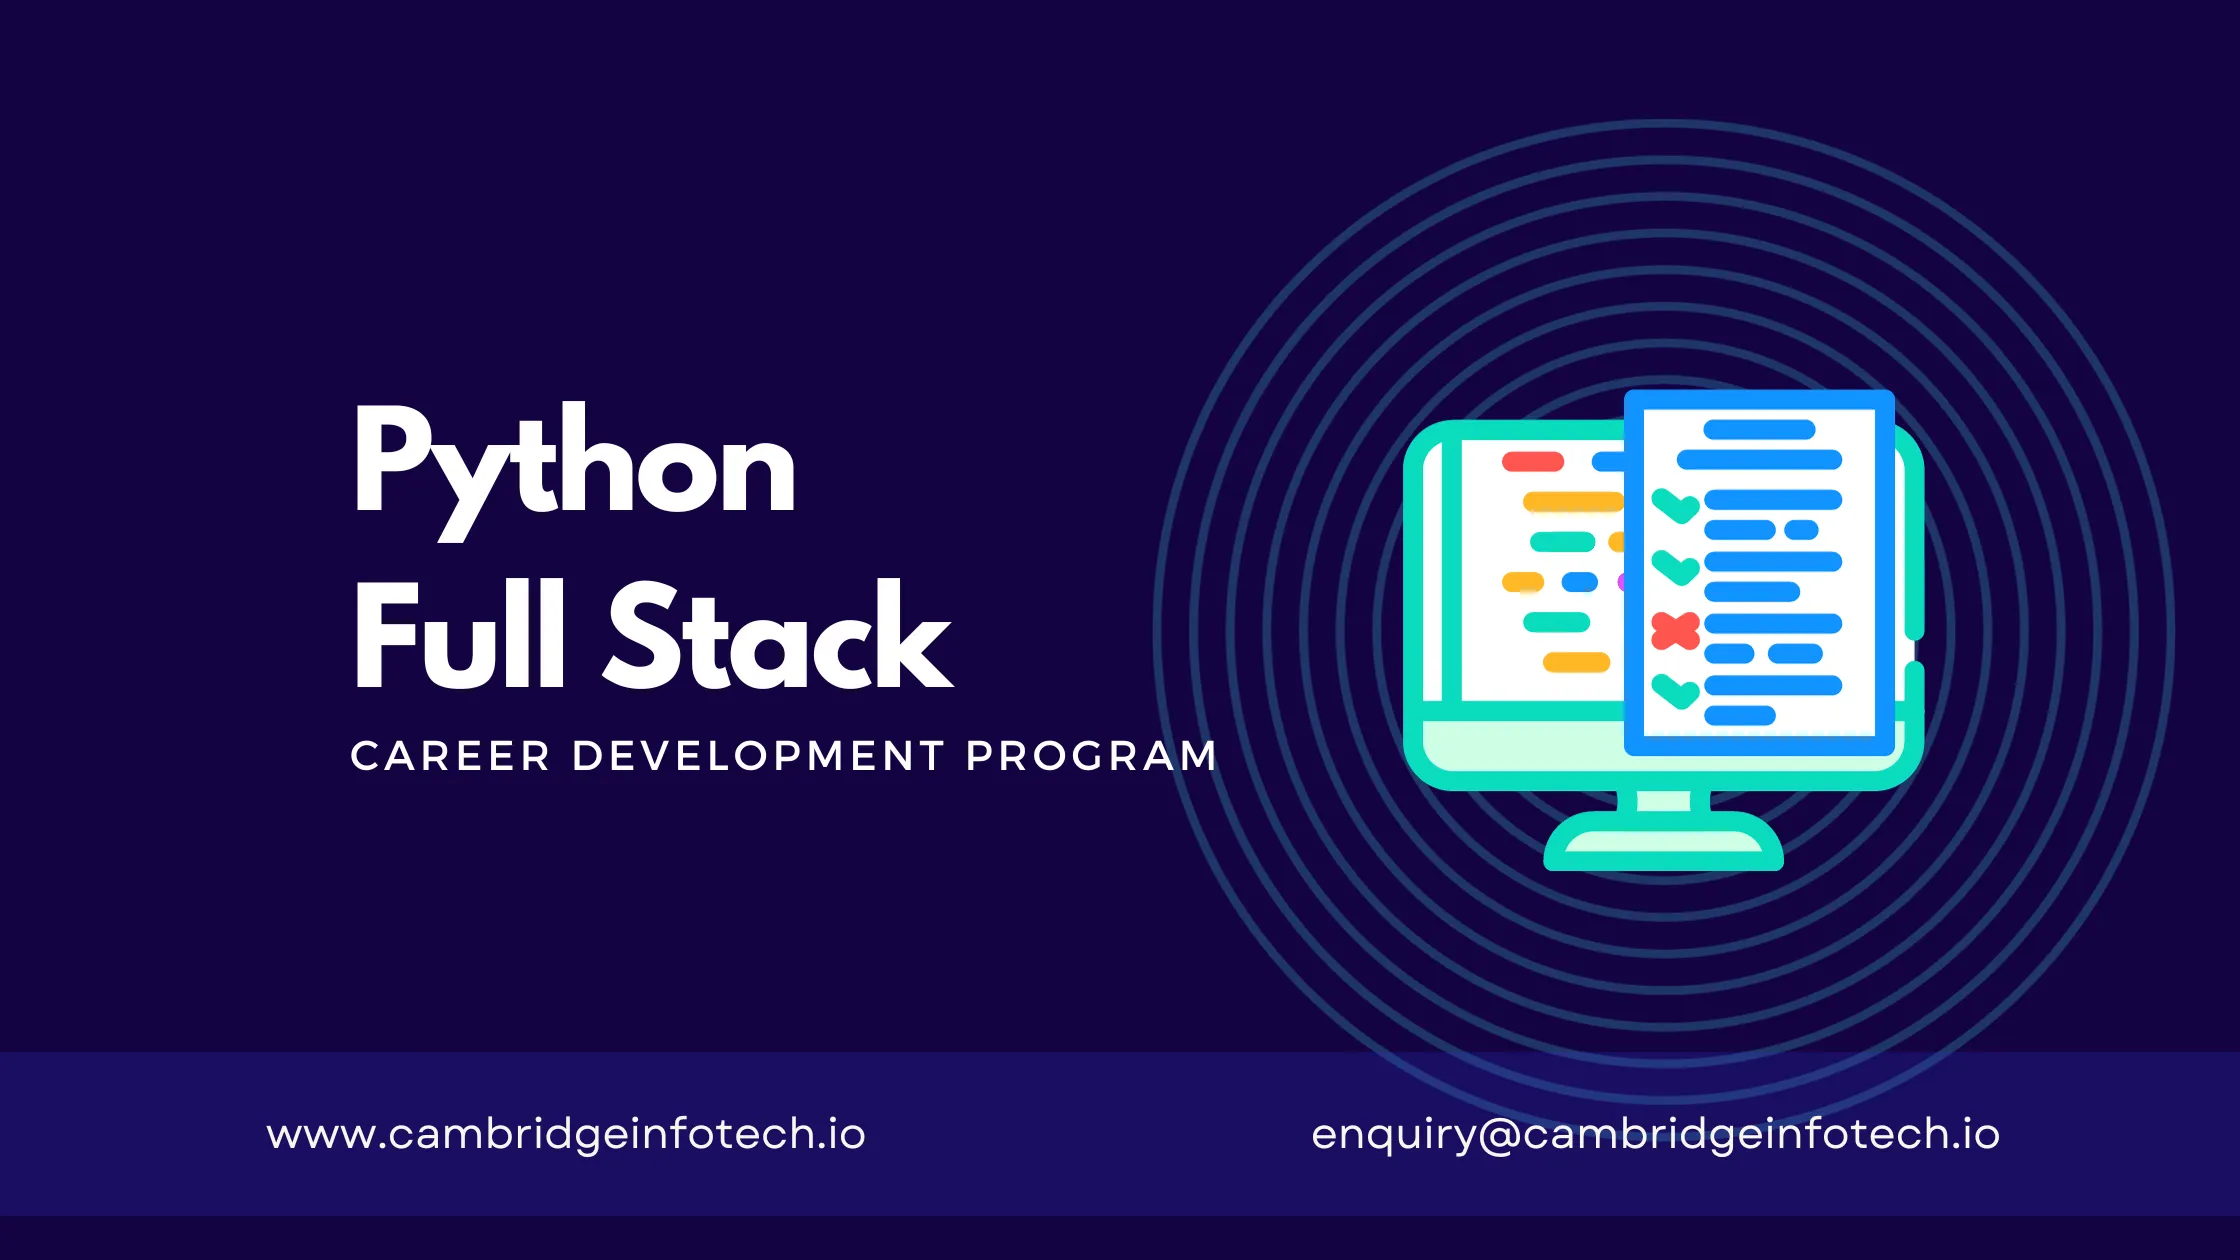 Python
Full Stack
CAREER DEVELOPMENT PROGRAM
www.cambridgeinfotech.io
enquiry@cambridgeinfotech.io